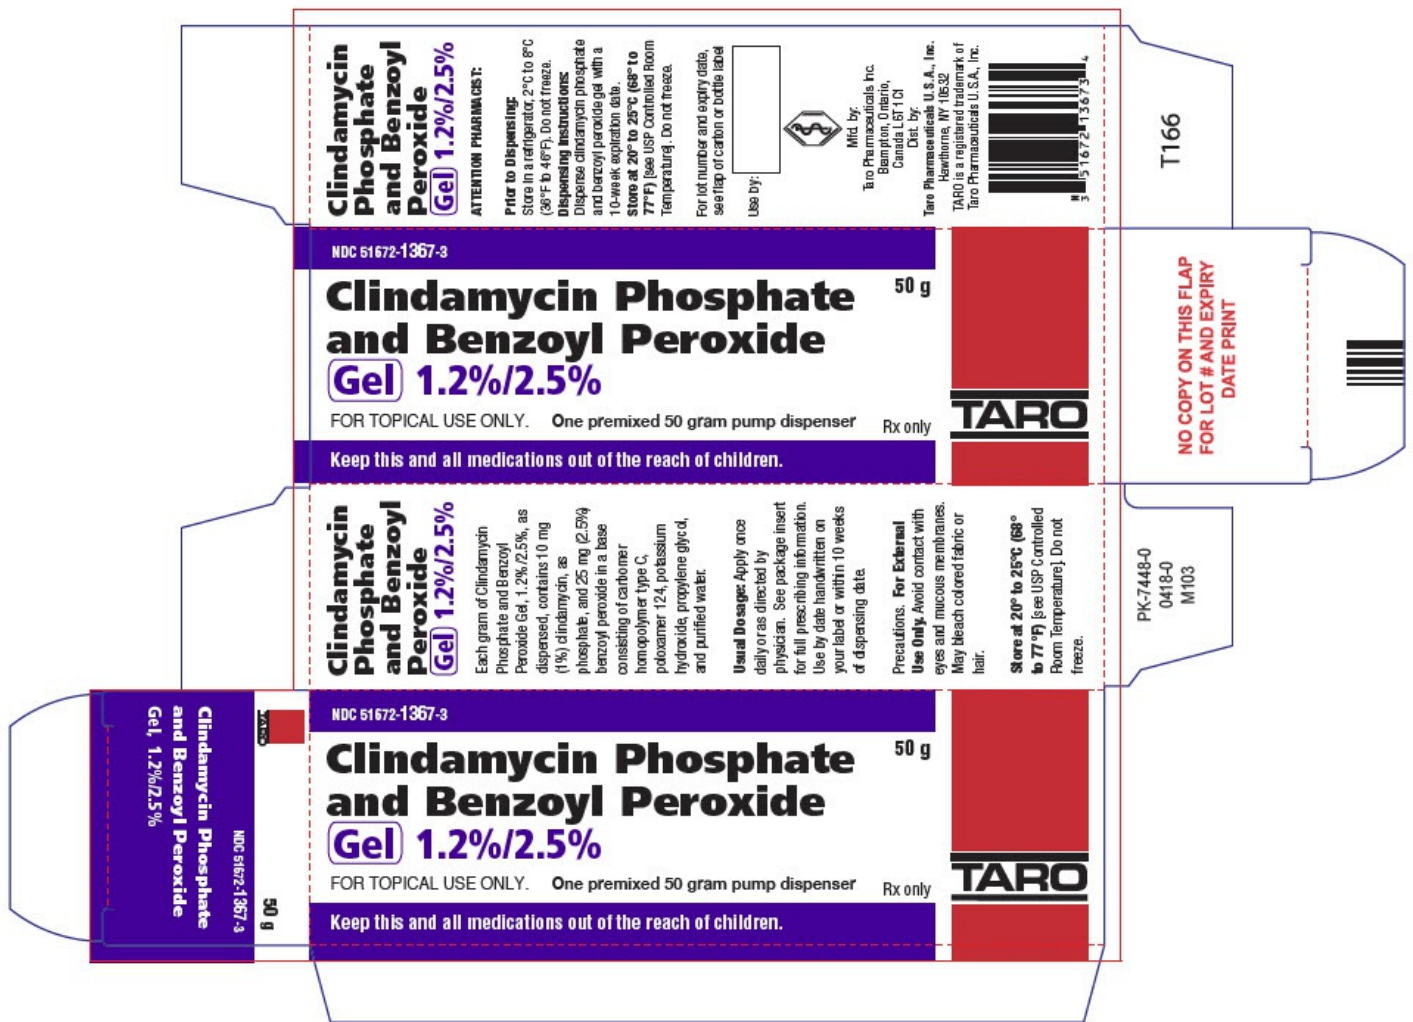 Clindamycin
Phosphate
and Benzoyl
Peroxide
Gel 1.2%/2.5%
ATTENTION PHARMACIST:
Prior to Dispensing:
Store in a refrigerator, 2°C to 8°C
(36°F to 46°F). Do not freeze.
Dispensing Instructions:
Dispense clindamycin phosphate
and benzoyl peroxide gel with a
10-week expiration date.
Store at 20° to 25°C (68° to
77°F) [see USP Controlled Room
Temperature]. Do not freeze.
For lot number and expiry date,
see flap of carton or bottle label
Use by:
Mfd. by:
Taro Pharmaceuticals Inc.
Brampton, Ontario,
Canada L6T 1C1
Dist. by:
Taro Pharmaceuticals U.S.A., Inc.
Hawthorne, NY 10532
TARO is a registered trademark of
Taro Pharmaceuticals U.S.A., Inc.
N
3 51672 13673 4
T166
NDC 51672-1367-3
Clindamycin Phosphate
and Benzoyl Peroxide
50 g
Gel 1.2%/2.5%
FOR TOPICAL USE ONLY. One premixed 50 gram pump dispenser
Rx only
TARO
Keep this and all medications out of the reach of children.
NO COPY ON THIS FLAP
FOR LOT # AND EXPIRY
DATE PRINT
Clindamycin
Phosphate
and Benzoyl
Peroxide
Gel 1.2%/2.5%
Each gram of Clindamycin
Phosphate and Benzoyl
Peroxide Gel, 1.2%/2.5%, as
dispensed, contains 10 mg
(1%) clindamycin, as
phosphate, and 25 mg (2.5%)
benzoyl peroxide in a base
consisting of carbomer
homopolymer type C,
poloxamer 124, potassium
hydroxide, propylene glycol,
and purified water.
Usual Dosage: Apply once
daily or as directed by
physician. See package insert
for full prescribing information.
Use by date handwritten on
your label or within 10 weeks
of dispensing date.
Precautions. For External
Use Only. Avoid contact with
eyes and mucous membranes.
May bleach colored fabric or
hair.
Store at 20° to 25°C (68°
to 77°F) [see USP Controlled
Room Temperature]. Do not
freeze.
PK-7448-0
0418-0
M103
NDC 51672-1367-3
Clindamycin Phosphate
and Benzoyl Peroxide
50 g
Gel 1.2%/2.5%
FOR TOPICAL USE ONLY. One premixed 50 gram pump dispenser
Rx only
TARO
Keep this and all medications out of the reach of children.
TARO
NDC 51672-1367-3
50 g
Clindamycin Phosphate
and Benzoyl Peroxide
Gel, 1.2%/2.5%